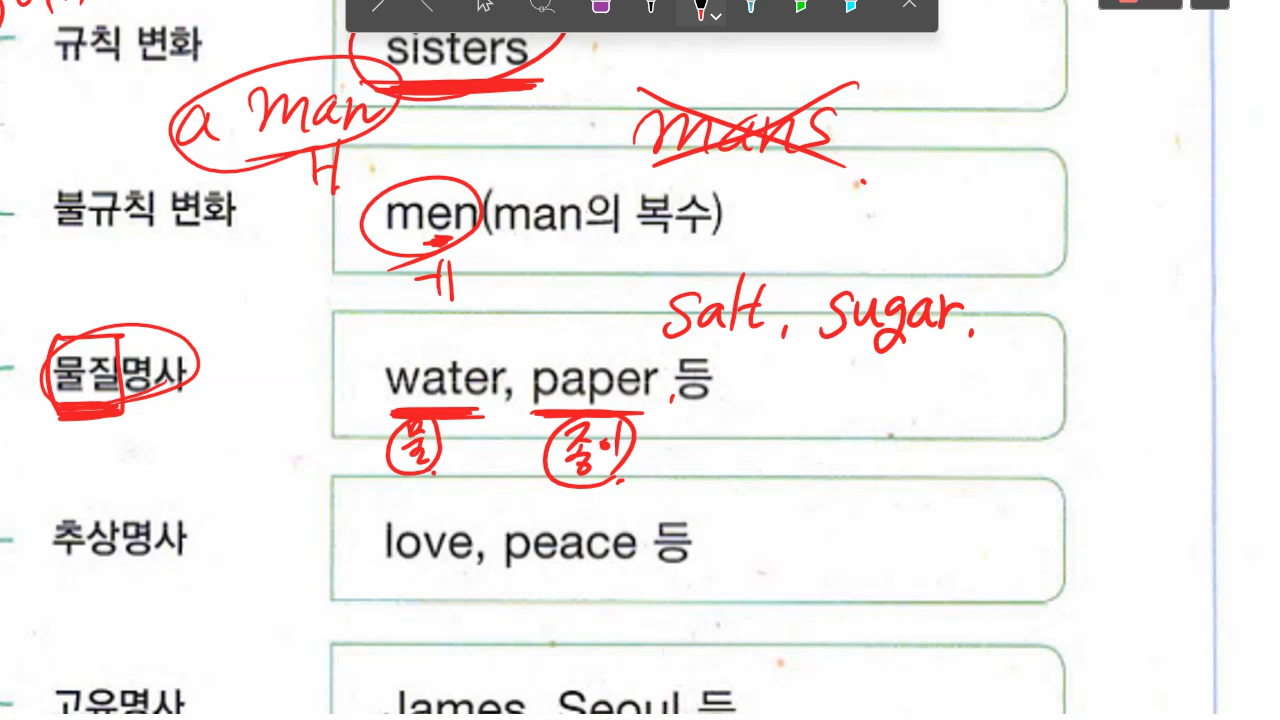 규칙 변화 sisters
a man mans
ㅐ
불규칙 변화 men(man의 복수)
ㅔ
salt, sugar.
물질명사 water, paper, 등
물. 종이.
추상명사 love, peace 등
고유명사 James, Seoul 등